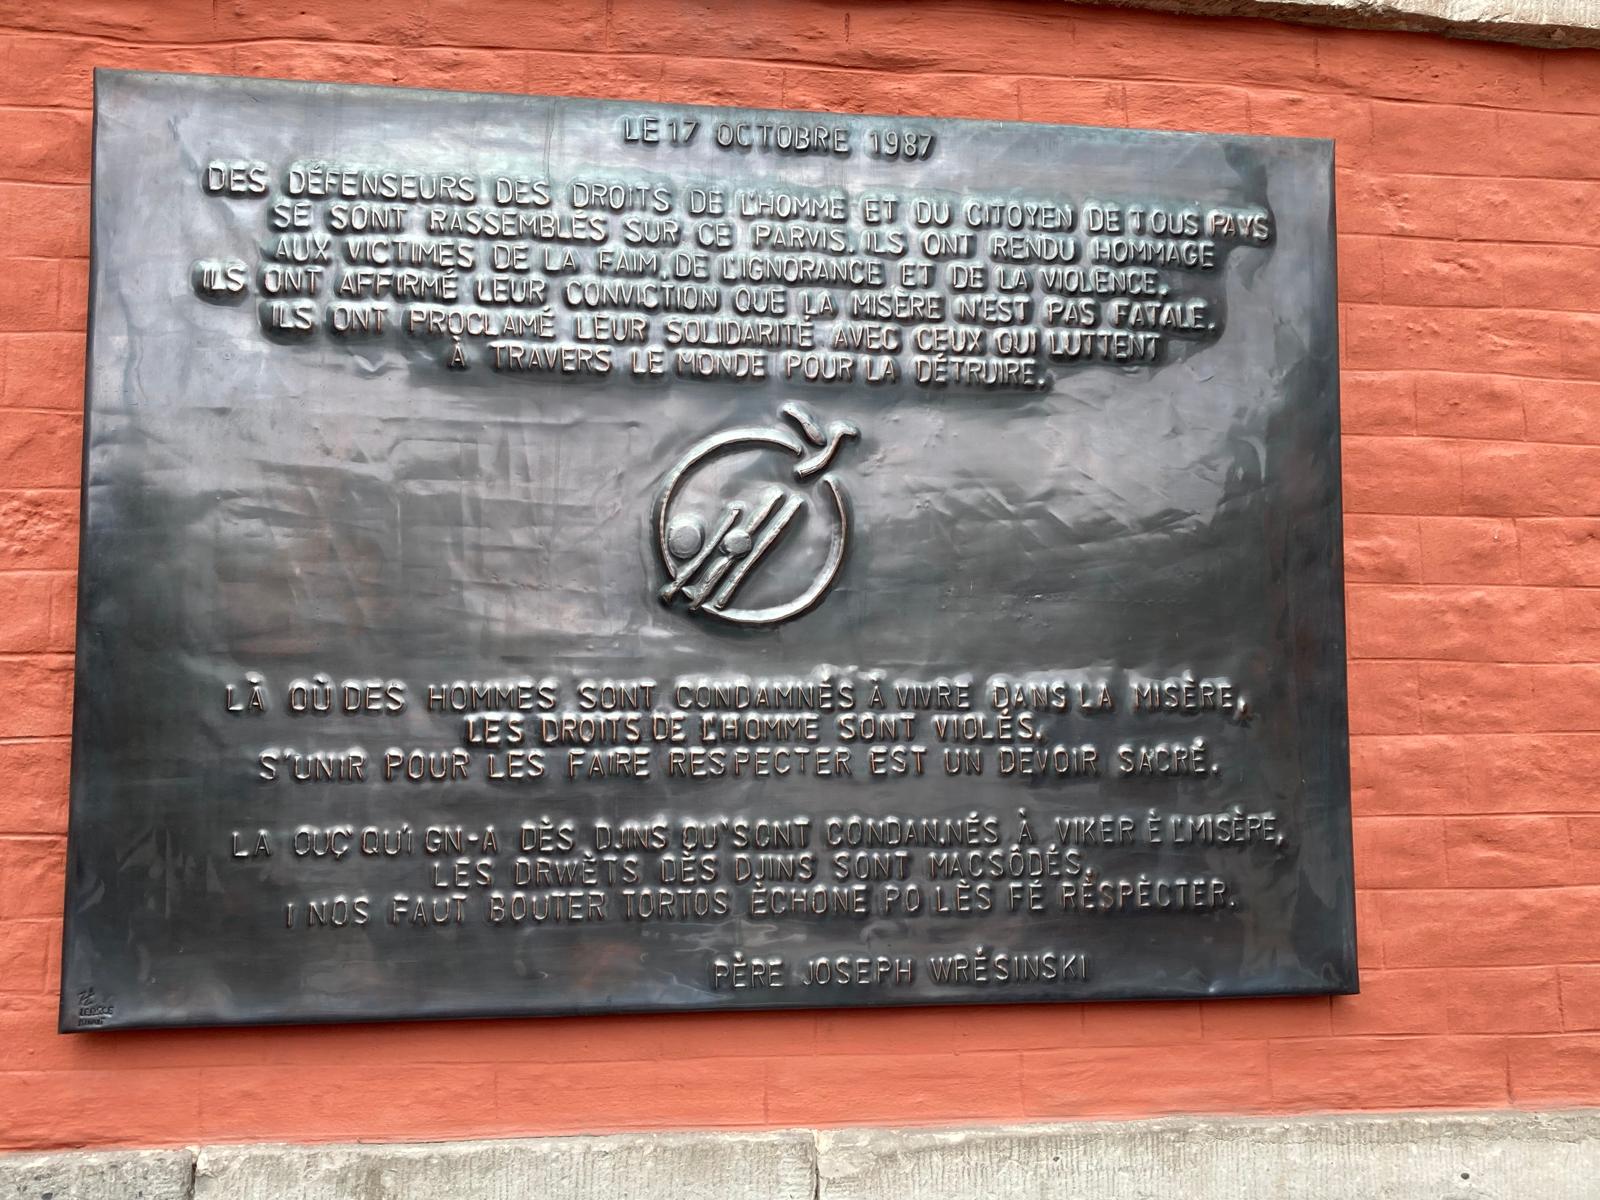 LE 17 OCTOBRE 1987
DES DÉFENSEURS DES DROITS DE L'HOMME ET DU CITOYEN DE TOUS PAYS
SE SONT RASSEMBLÉS SUR CE PARVIS. ILS ONT RENDU HOMMAGE
AUX VICTIMES DE LA FAIM, DE L'IGNORANCE ET DE LA VIOLENCE.
ILS ONT AFFIRMÉ LEUR CONVICTION QUE LA MISÈRE N'EST PAS FATALE.
ILS ONT PROCLAMÉ LEUR SOLIDARITÉ AVEC CEUX QUI LUTTENT
À TRAVERS LE MONDE POUR LA DÉTRUIRE.
LÀ OÙ DES HOMMES SONT CONDAMNÉS À VIVRE DANS LA MISÈRE,
LES DROITS DE L'HOMME SONT VIOLÉS.
S'UNIR POUR LES FAIRE RESPECTER EST UN DEVOIR SACRÉ.
LA OUÇ' QU'I GN-A DÈS DJINS QU'SONT CONDAN.NÉS À VIKER È L'MISÈRE,
LES DRWÈTS DÈS DJINS SONT MACSÔDÉS,
I NOS FAUT BOUTER TORTOS ÈCHONE PO LÈS FÉ RÈSPÈCTER.
PÈRE JOSEPH WRÉSINSKI